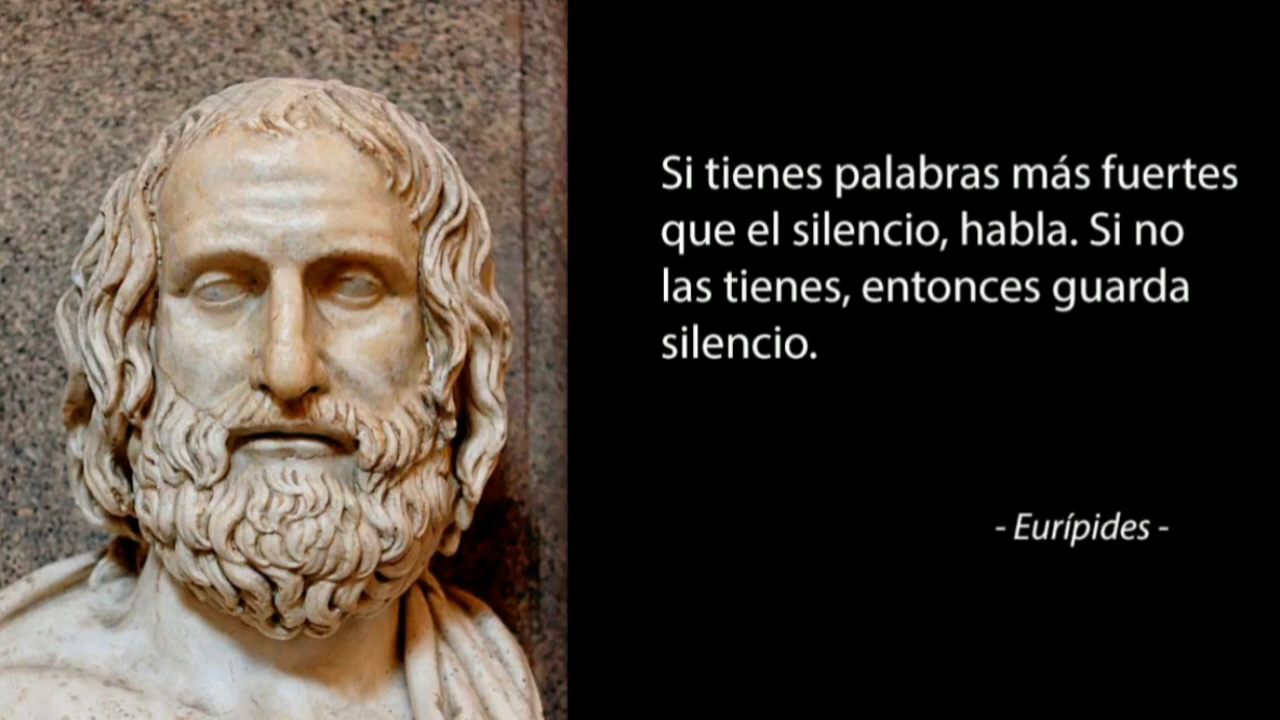 Si tienes palabras más fuertes
que el silencio, habla. Si no
las tienes, entonces guarda
silencio.
- Eurípides -